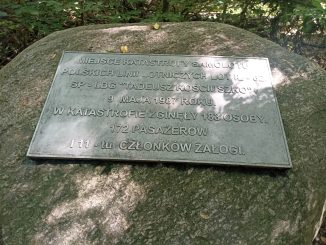 MIEJSCE KATASTROFY SAMOLOTU
POLSKICH LINII LOTNICZYCH LOT IŁ - 62
SP - LBG "TADEUSZ KOŚCIUSZKO"
9 MAJA 1987 ROKU.
W KATASTROFIE ZGINĘŁY 183 OSOBY,
172 PASAŻERÓW
I 11 - tu CZŁONKÓW ZAŁOGI.